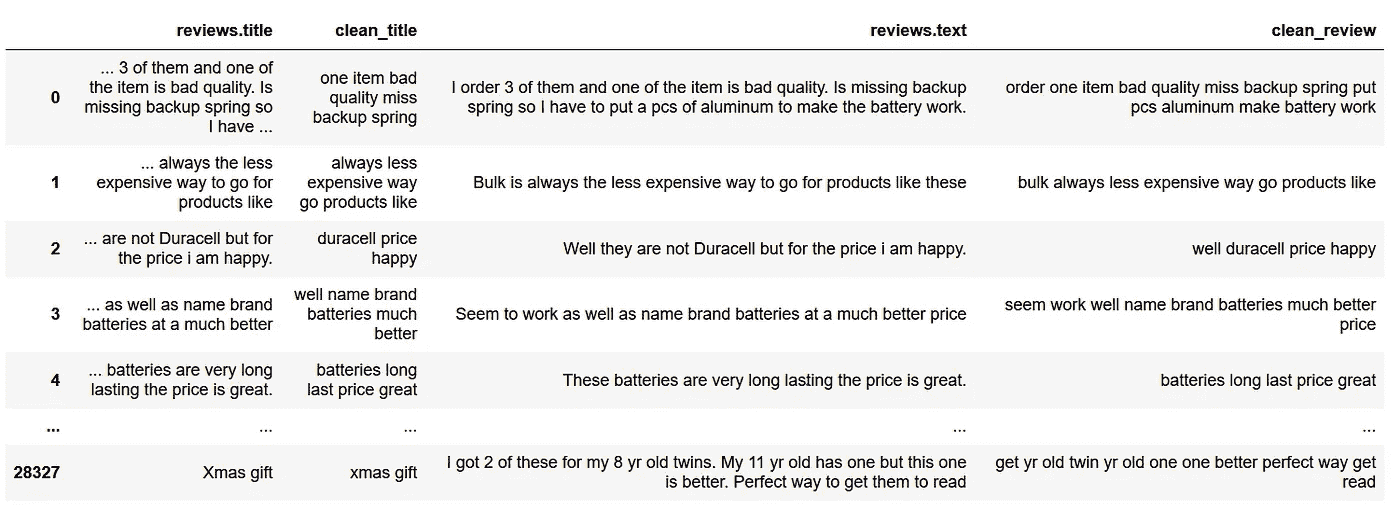 reviews.title clean_title reviews.text clean_review
0
... 3 of them and one of
the item is bad quality. Is
missing backup spring so
I have ...
one item bad
quality miss
backup spring
I order 3 of them and one of the item is bad quality. Is missing backup
spring so I have to put a pcs of aluminum to make the battery work.
order one item bad quality miss backup spring put
pcs aluminum make battery work
1
... always the less
expensive way to go for
products like
always less
expensive way
go products like
Bulk is always the less expensive way to go for products like these
bulk always less expensive way go products like
2
... are not Duracell but for
the price i am happy.
duracell price
happy
Well they are not Duracell but for the price i am happy.
well duracell price happy
3
... as well as name brand
batteries at a much better
well name brand
batteries much
better
Seem to work as well as name brand batteries at a much better price
seem work well name brand batteries much better
price
4
... batteries are very long
lasting the price is great.
batteries long
last price great
These batteries are very long lasting the price is great.
batteries long last price great
... ... ... ... ...
28327
Xmas gift
xmas gift
I got 2 of these for my 8 yr old twins. My 11 yr old has one but this one
is better. Perfect way to get them to read
get yr old twin yr old one one better perfect way get
read